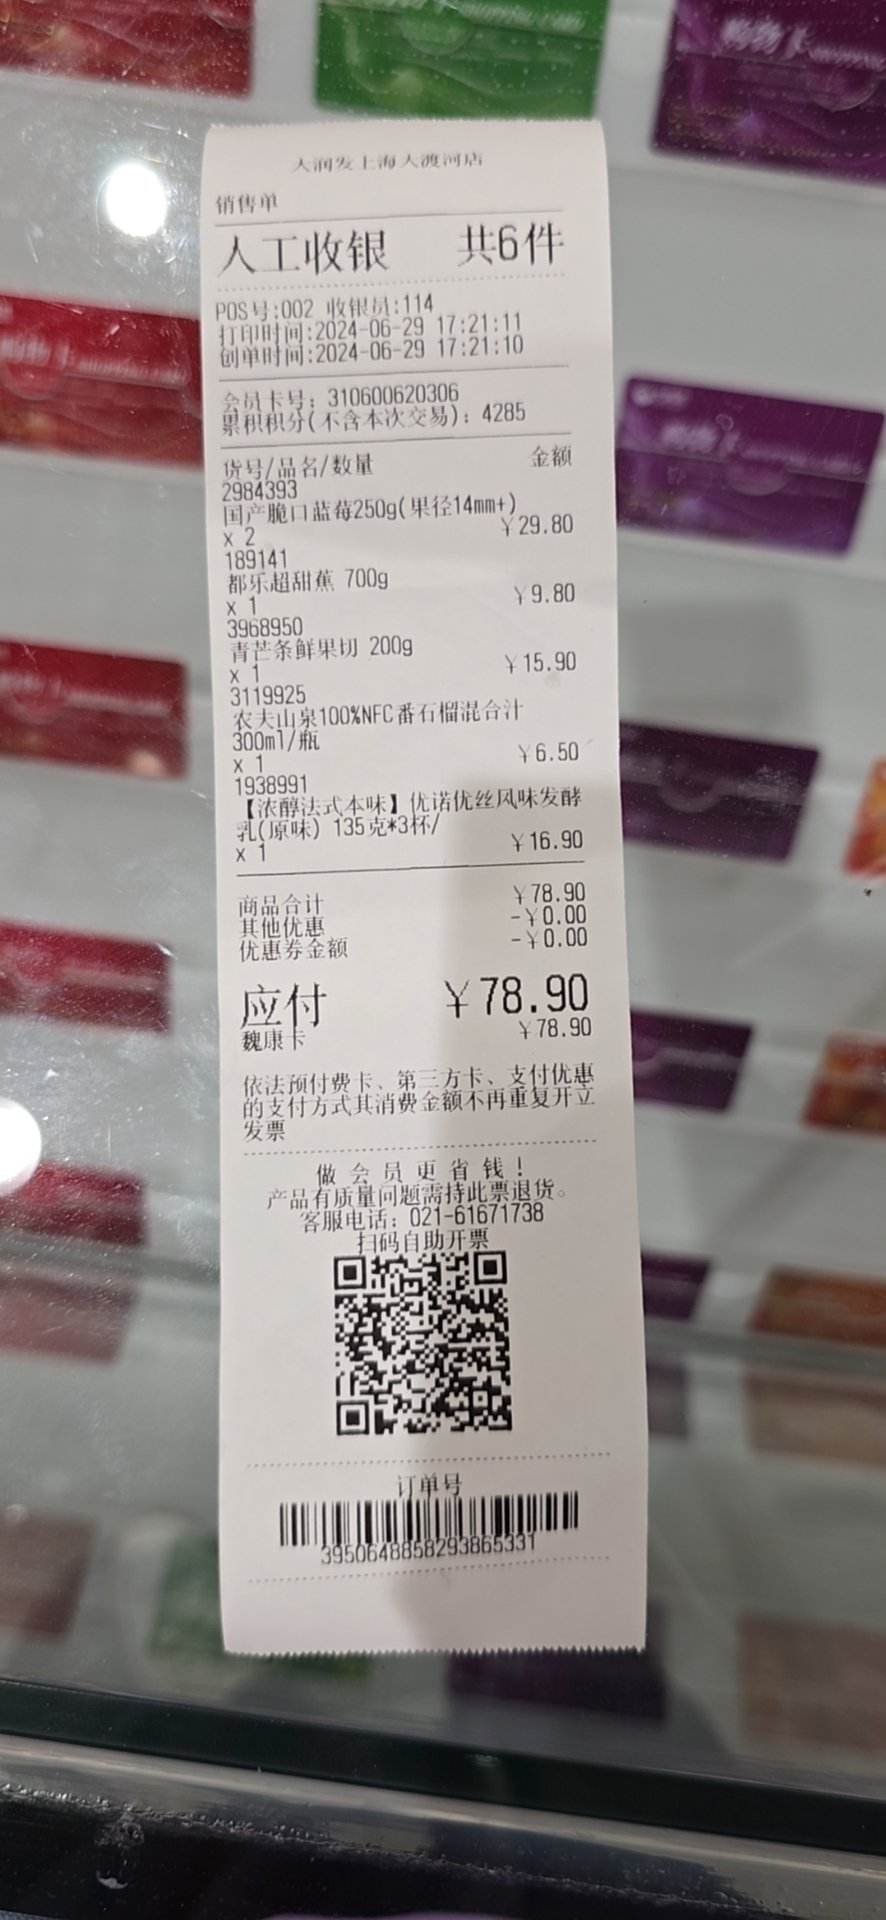 购物卡
大润发上海大渡河店
销售单
人工收银 共6件
POS号:002 收银员:114
打印时间:2024-06-29 17:21:11
创单时间:2024-06-29 17:21:10
会员卡号: 310600620306
累积积分(不含本次交易): 4285
货号/品名/数量 金额
2984393
国产脆口蓝莓250g(果径14mm+)
x 2 ￥29.80
189141
都乐超甜蕉 700g
x 1 ￥9.80
3968950
青芒条鲜果切 200g
x 1 ￥15.90
3119925
农夫山泉100%NFC番石榴混合汁
300ml/瓶
x 1 ￥6.50
1938991
【浓醇法式本味】优诺优丝风味发酵
乳(原味) 135克*3杯/
x 1 ￥16.90
商品合计 ￥78.90
其他优惠 -￥0.00
优惠券金额 -￥0.00
应付 ￥78.90
魏康卡 ￥78.90
依法预付费卡、第三方卡、支付优惠
的支付方式其消费金额不再重复开立
发票
做会员更省钱!
产品有质量问题需持此票退货。
客服电话: 021-61671738
扫码自助开票
订单号
3950648858293865331